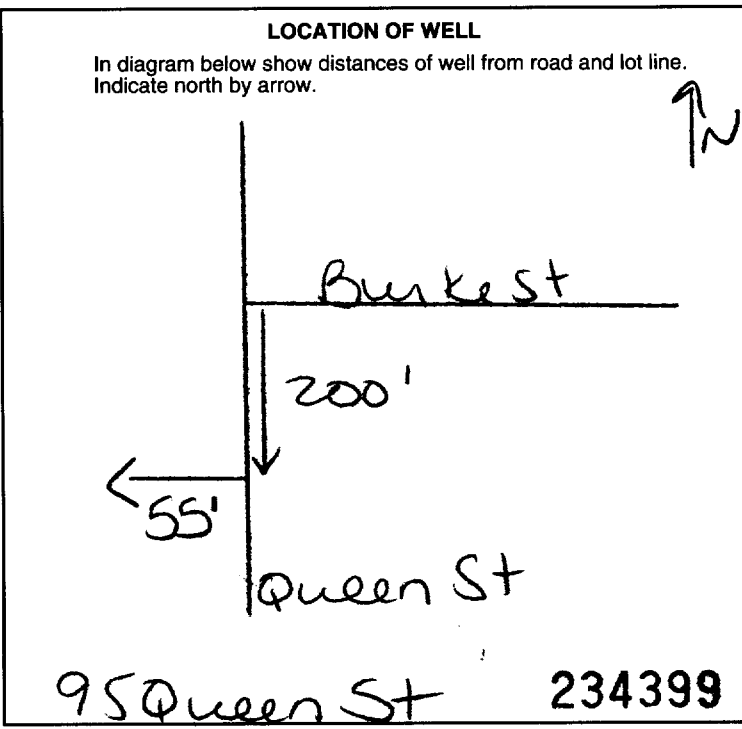 LOCATION OF WELL
In diagram below show distances of well from road and lot line.
Indicate north by arrow.
N
Burke St
200'
55'
Queen St
95 Queen St
234399